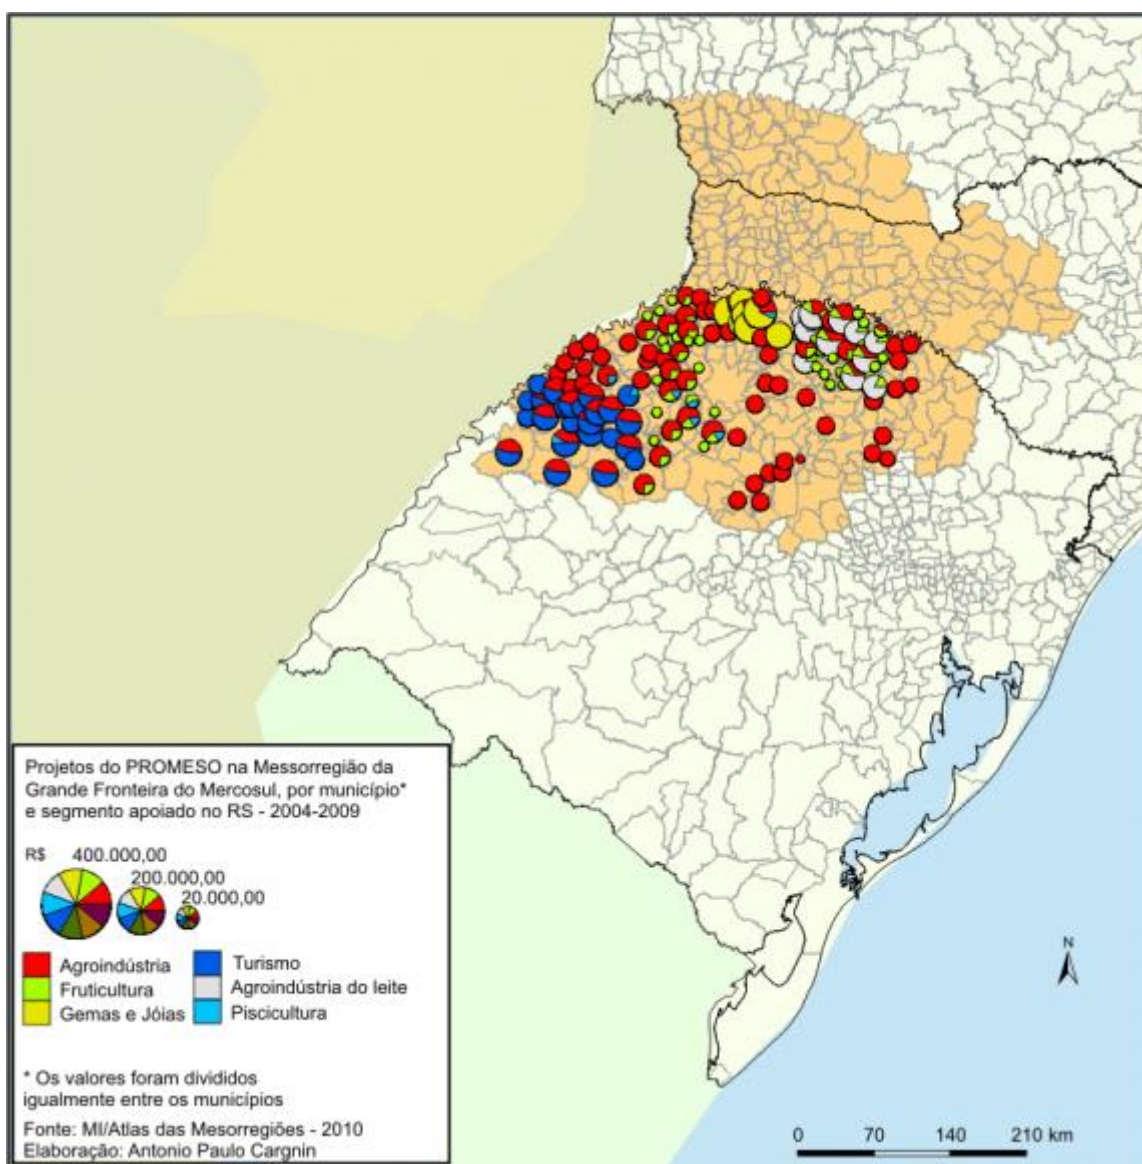 Projetos do PROMESO na Messorregião da
Grande Fronteira do Mercosul, por município*
e segmento apoiado no RS - 2004-2009
R$ 400.000,00
200.000,00
20.000,00
Agroindústria
Turismo
Fruticultura
Agroindústria do leite
Gemas e Jóias
Piscicultura
* Os valores foram divididos
igualmente entre os municípios
Fonte: MI/Atlas das Mesorregiões - 2010
Elaboração: Antonio Paulo Cargnin
N
0 70 140 210 km